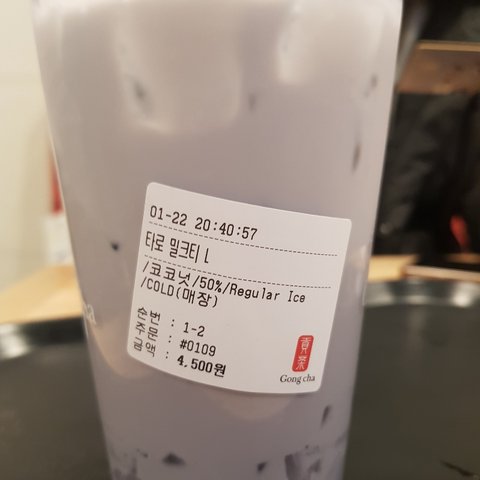 01-22 20:40:57
타로 밀크티 L
/코코넛/50%/Regular Ice
/COLD(매장)
순번 : 1-2
주문 : #0109
금액 : 4,500원
貢茶
Gong cha